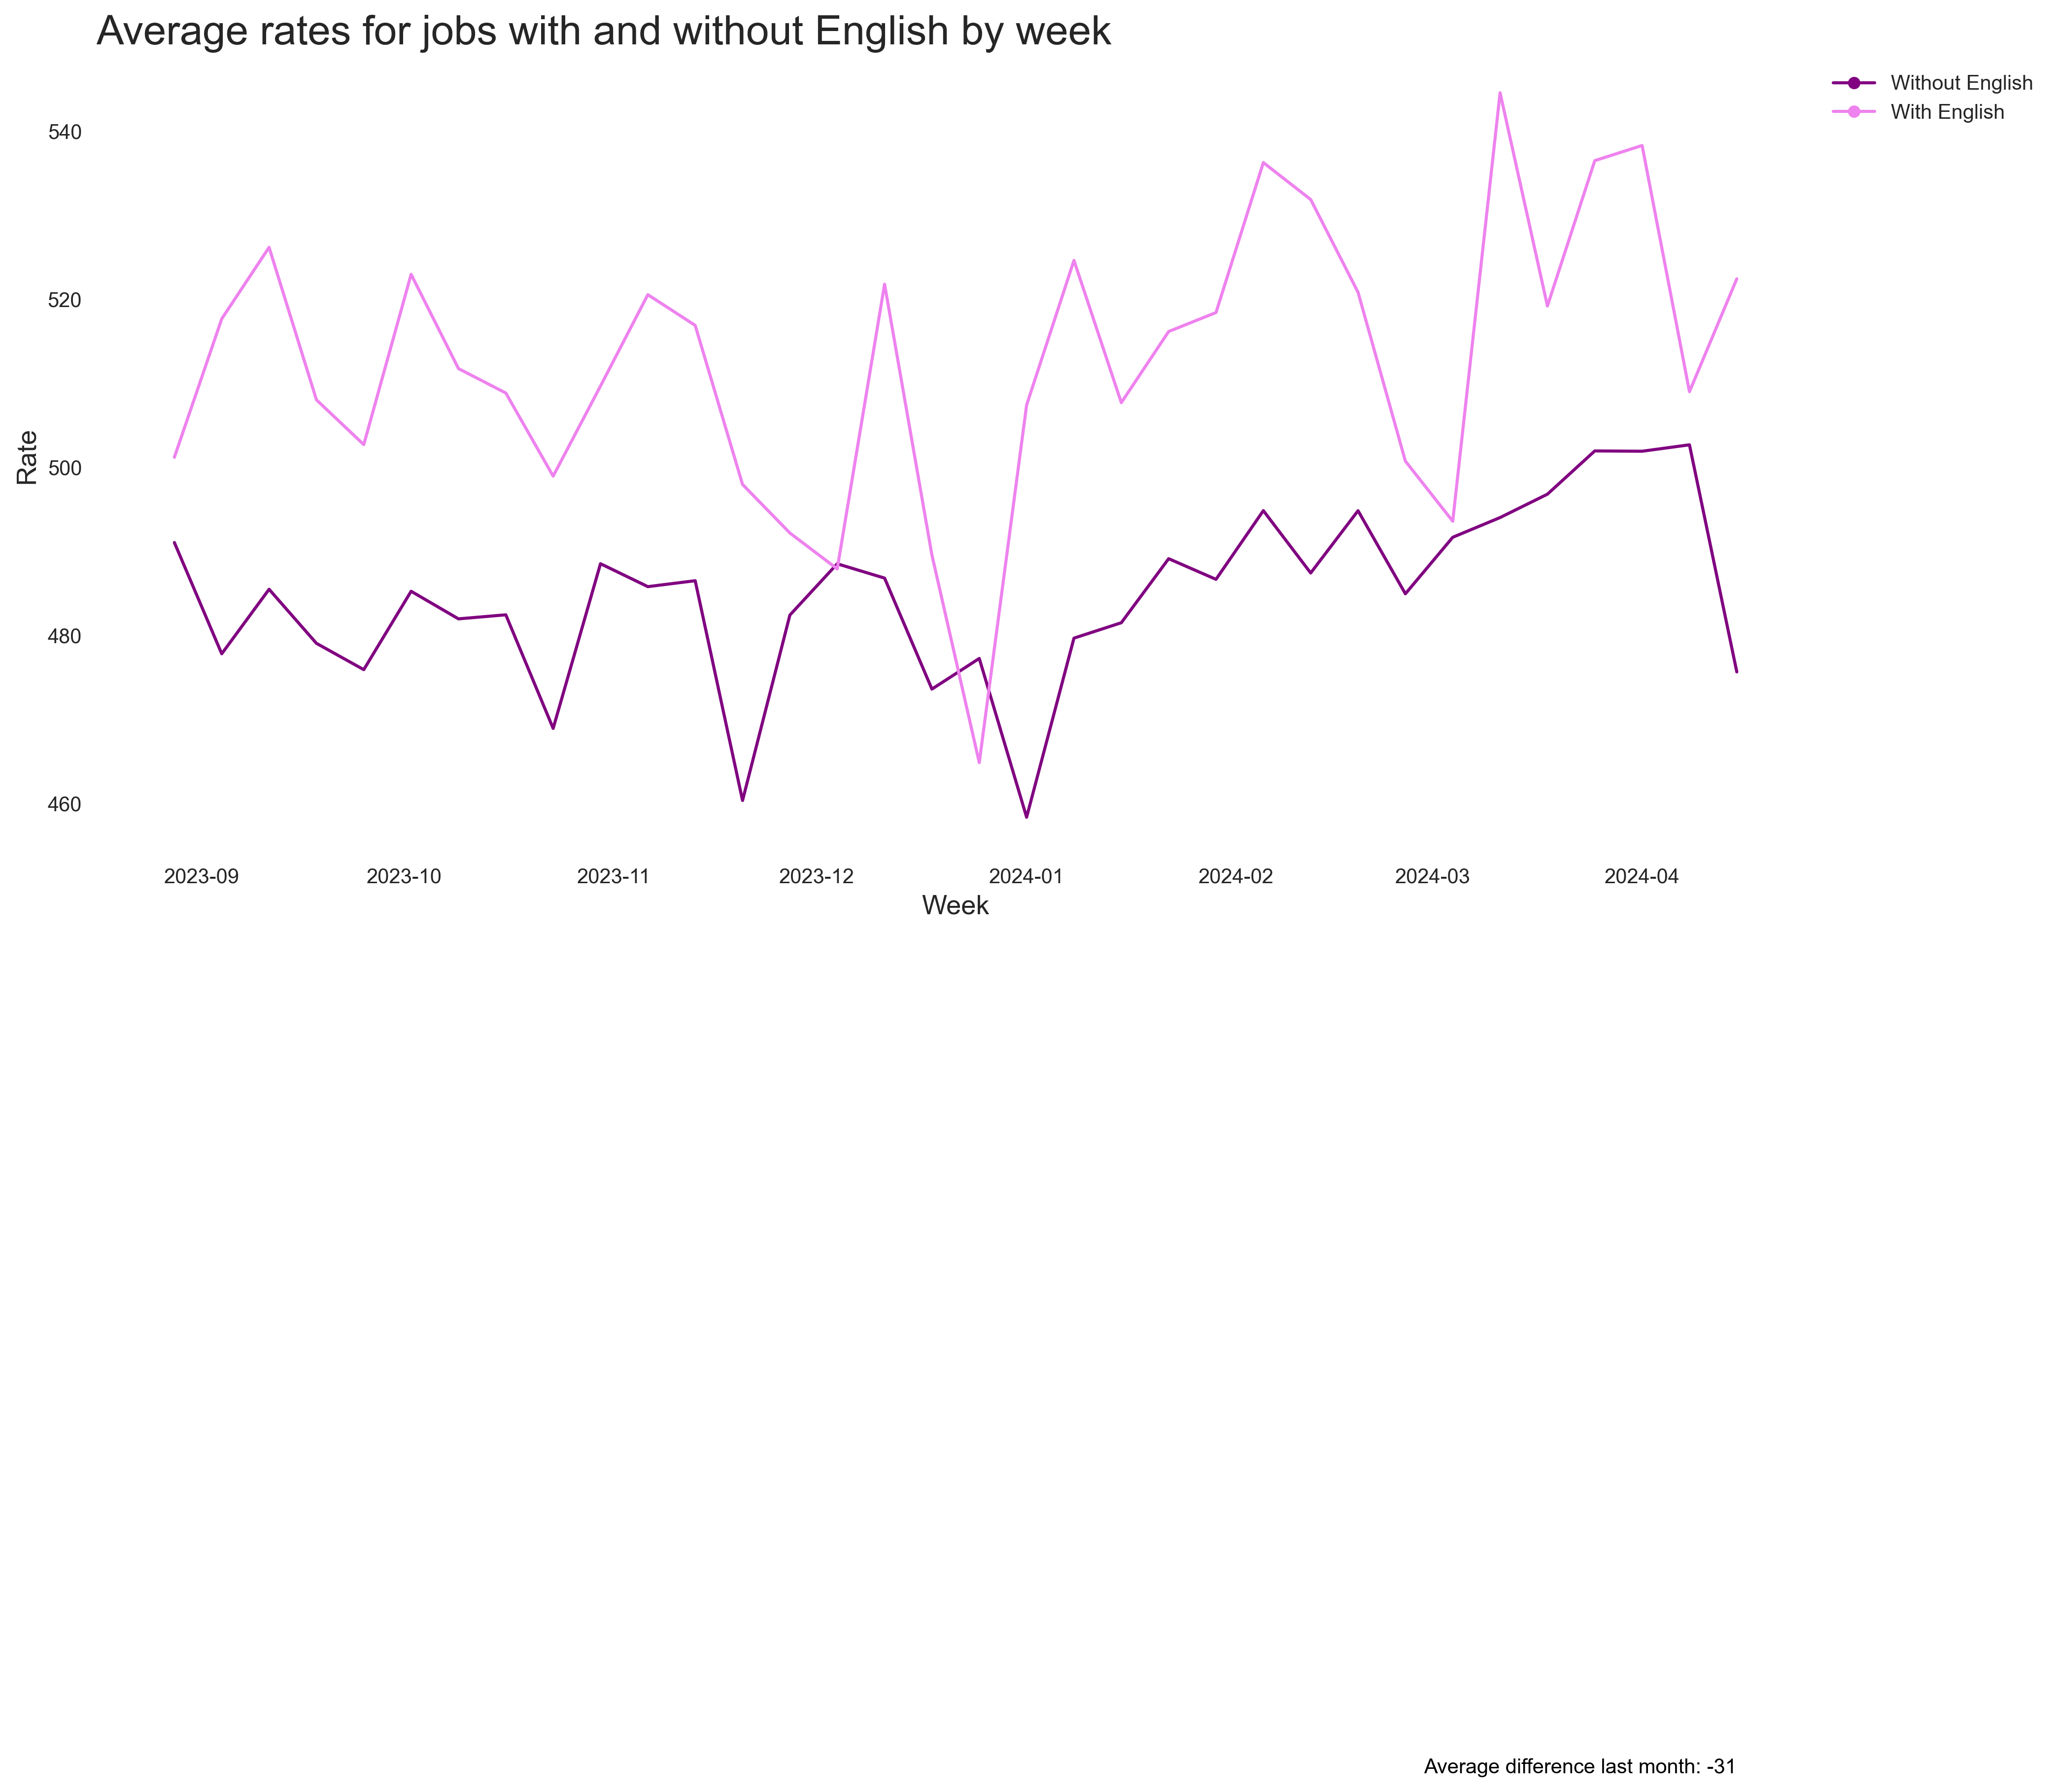 Average rates for jobs with and without English by week
Without English
With English
540
520
500
480
460
Rate
2023-09 2023-10 2023-11 2023-12 2024-01 2024-02 2024-03 2024-04
Week
Average difference last month: -31